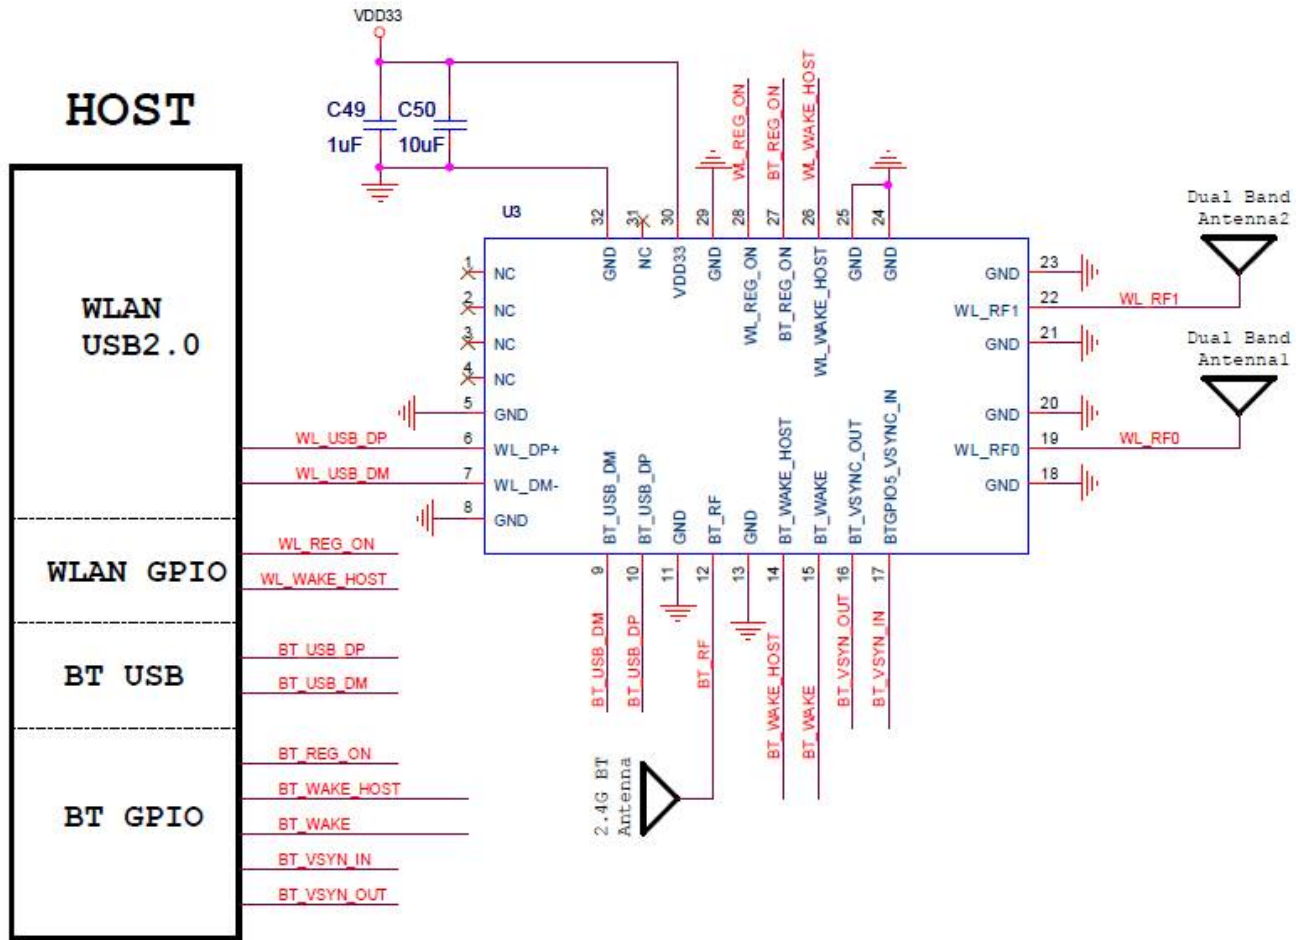 VDD33
HOST
C49
1uF
C50
10uF
WL_REG_ON
BT_REG_ON
WL_WAKE_HOST
U3
32
31
30
29
28
27
26
25
24
GND
NC
VDD33
GND
WL_REG_ON
BT_REG_ON
WL_WAKE_HOST
GND
GND
Dual Band
Antenna2
WLAN
USB2.0
1
NC
2
NC
3
NC
4
NC
5
GND
6
WL_DP+
7
WL_DM-
8
GND
GND
23
WL_RF1
22
WL_RF1
GND
21
Dual Band
Antenna1
GND
20
WL_RF0
19
WL_RF0
GND
18
WL_USB_DP
WL_USB_DM
BT_USB_DM
BT_USB_DP
GND
BT_RF
GND
BT_WAKE_HOST
BT_WAKE
BT_VSYNC_OUT
BTGPIO5_VSYNC_IN
9
10
11
12
13
14
15
16
17
BT_USB_DM
BT_USB_DP
BT_RF
BT_WAKE_HOST
BT_WAKE
BT_VSYN_OUT
BT_VSYN_IN
WLAN GPIO
WL_REG_ON
WL_WAKE_HOST
BT USB
BT_USB_DP
BT_USB_DM
BT GPIO
BT_REG_ON
BT_WAKE_HOST
BT_WAKE
BT_VSYN_IN
BT_VSYN_OUT
2.4G BT
Antenna